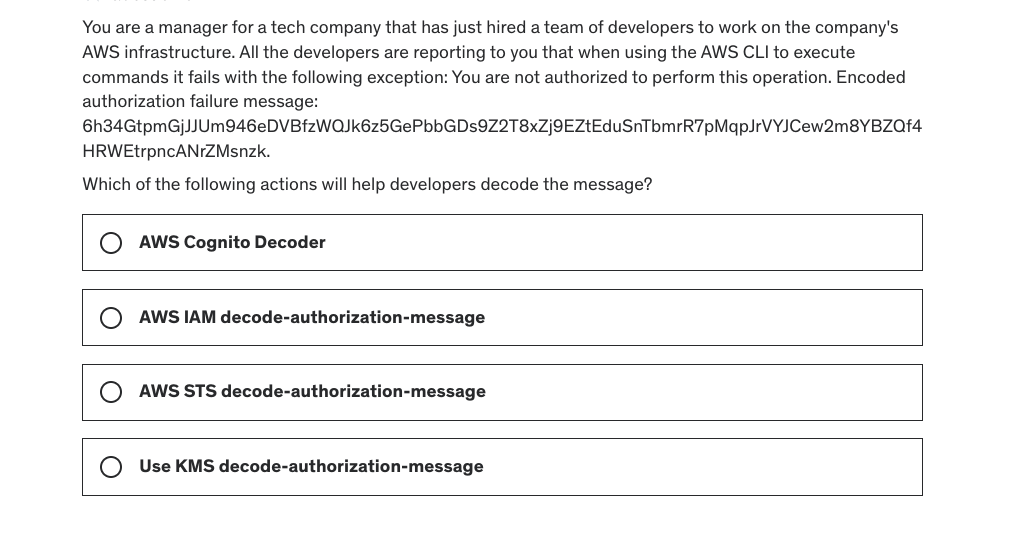 You are a manager for a tech company that has just hired a team of developers to work on the company's
AWS infrastructure. All the developers are reporting to you that when using the AWS CLI to execute
commands it fails with the following exception: You are not authorized to perform this operation. Encoded
authorization failure message:
6h34GtpmGjJJUm946eDVBfzWQJk6z5GePbbGDs9Z2T8xZj9EZtEduSnTbmrR7pMqpJrVYJCew2m8YBZQf4
HRWEtrpncANrZMsnzk.
Which of the following actions will help developers decode the message?
AWS Cognito Decoder
AWS IAM decode-authorization-message
AWS STS decode-authorization-message
Use KMS decode-authorization-message